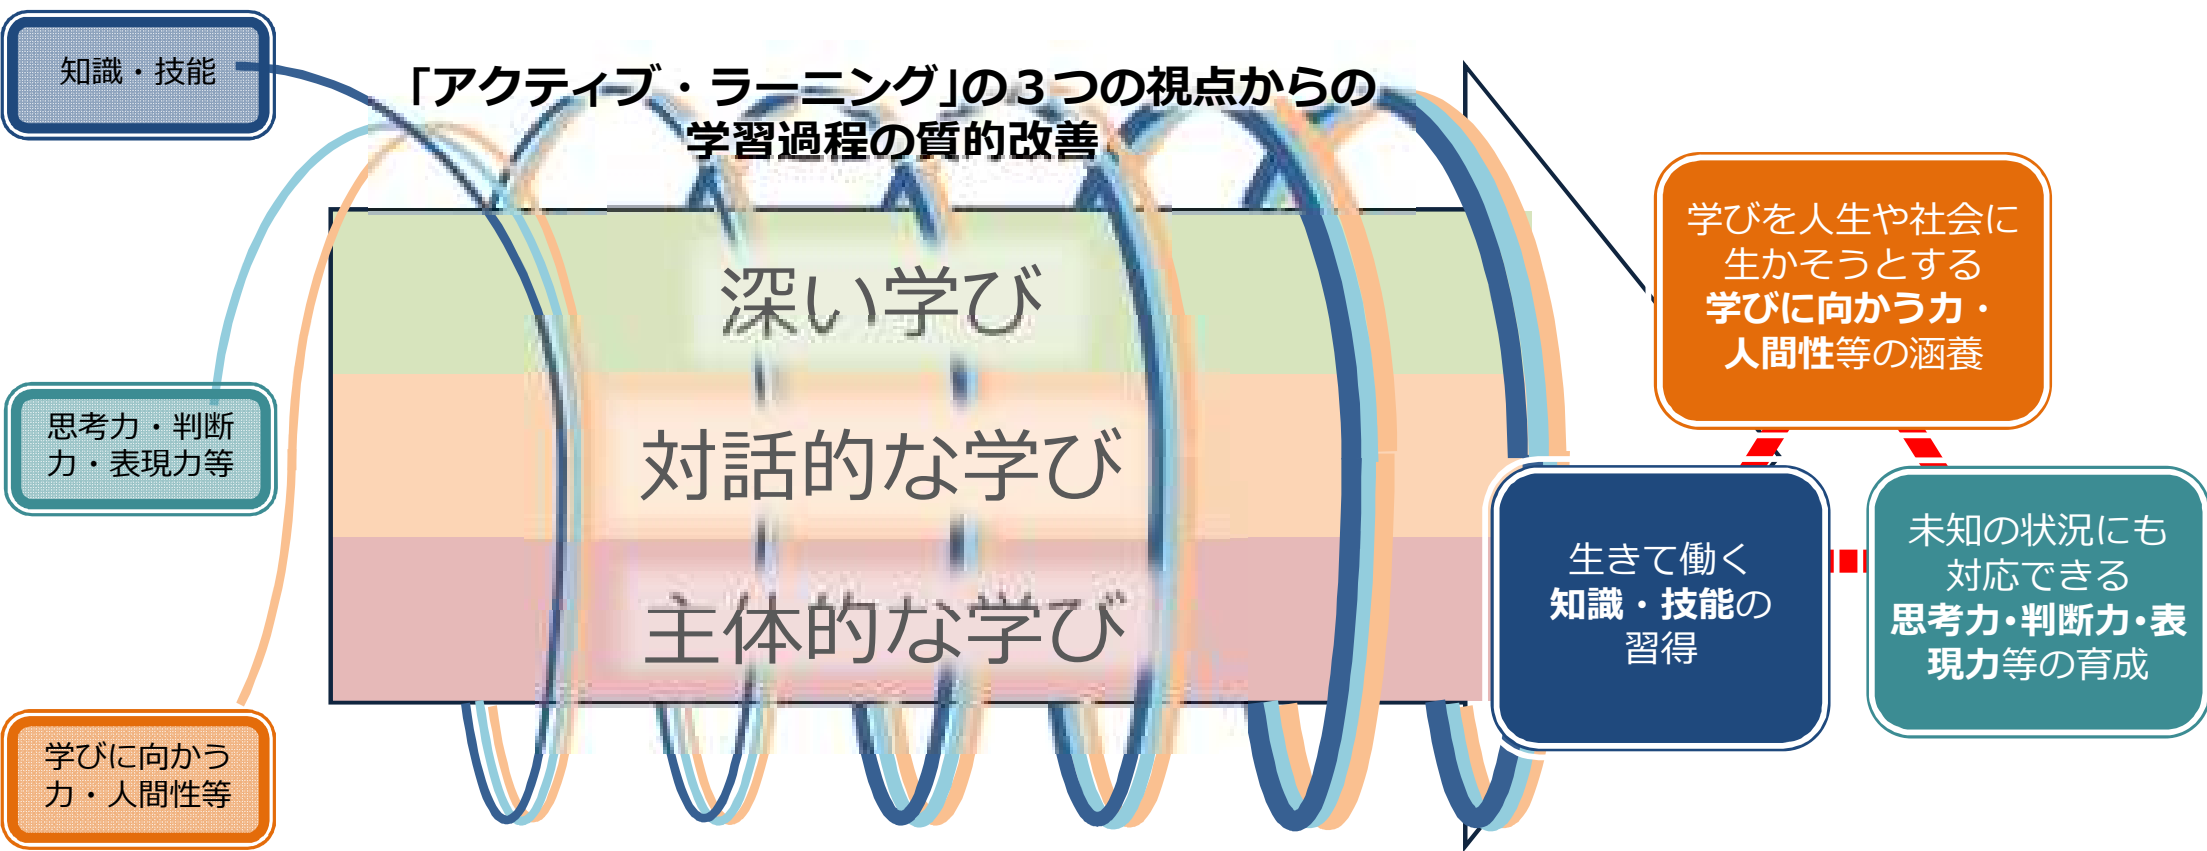 知識・技能
「アクティブ・ラーニング」の３つの視点からの
学習過程の質的改善
思考力・判断
力・表現力等
学びに向かう
力・人間性等
深い学び
対話的な学び
主体的な学び
学びを人生や社会に
生かそうとする
学びに向かう力・
人間性等の涵養
生きて働く
知識・技能の
習得
未知の状況にも
対応できる
思考力・判断力・表
現力等の育成